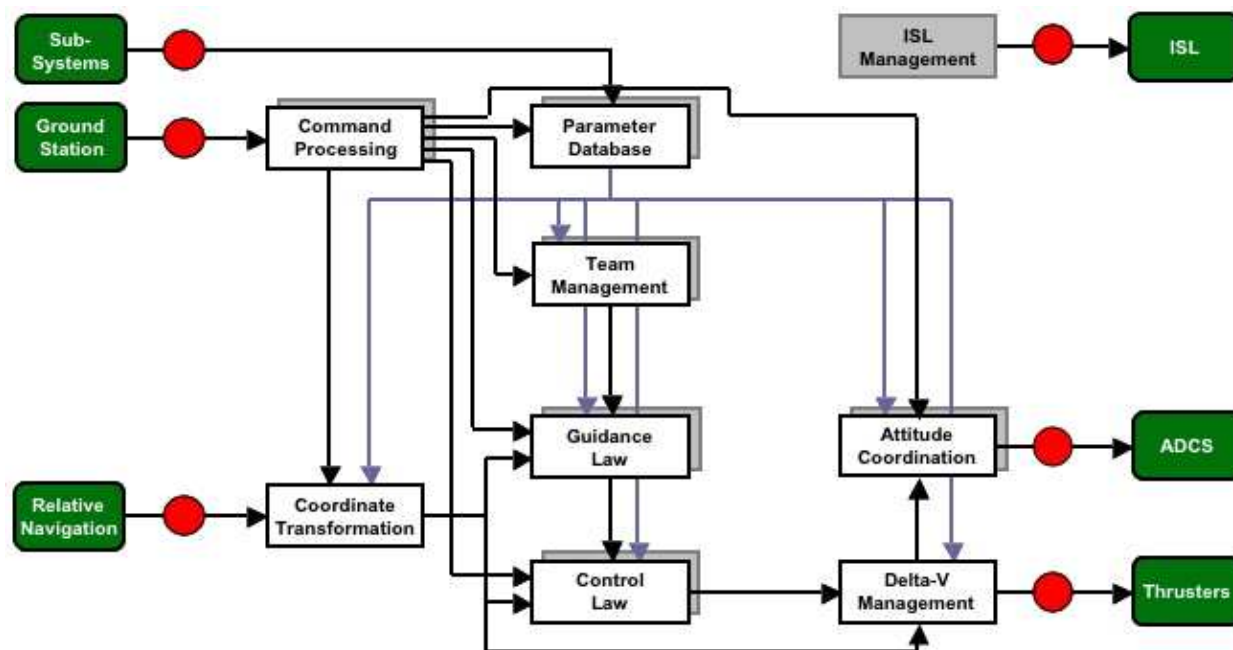 Sub-
Systems
ISL
Management
ISL
Ground
Station
Command
Processing
Parameter
Database
Team
Management
Guidance
Law
Attitude
Coordination
ADCS
Relative
Navigation
Coordinate
Transformation
Control
Law
Delta-V
Management
Thrusters